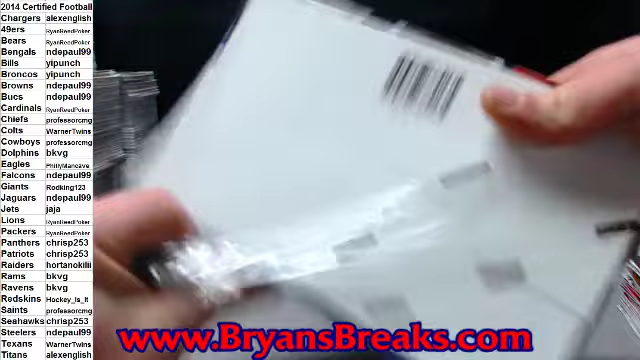 2014 Certified Football
Chargers alexenglish
49ers RyanReedPoker
Bears RyanReedPoker
Bengals ndepaul99
Bills yipunch
Broncos yipunch
Browns ndepaul99
Bucs ndepaul99
Cardinals RyanReedPoker
Chiefs professorcmg
Colts WarnerTwins
Cowboys professorcmg
Dolphins bkvg
Eagles PhillyMancave
Falcons ndepaul99
Giants Rodking123
Jaguars ndepaul99
Jets jaja
Lions RyanReedPoker
Packers RyanReedPoker
Panthers chrisp253
Patriots chrisp253
Raiders hortanokilii
Rams bkvg
Ravens bkvg
Redskins Hockey_Is_It
Saints professorcmg
Seahawks chrisp253
Steelers ndepaul99
Texans WarnerTwins
Titans alexenglish
www.BryansBreaks.com